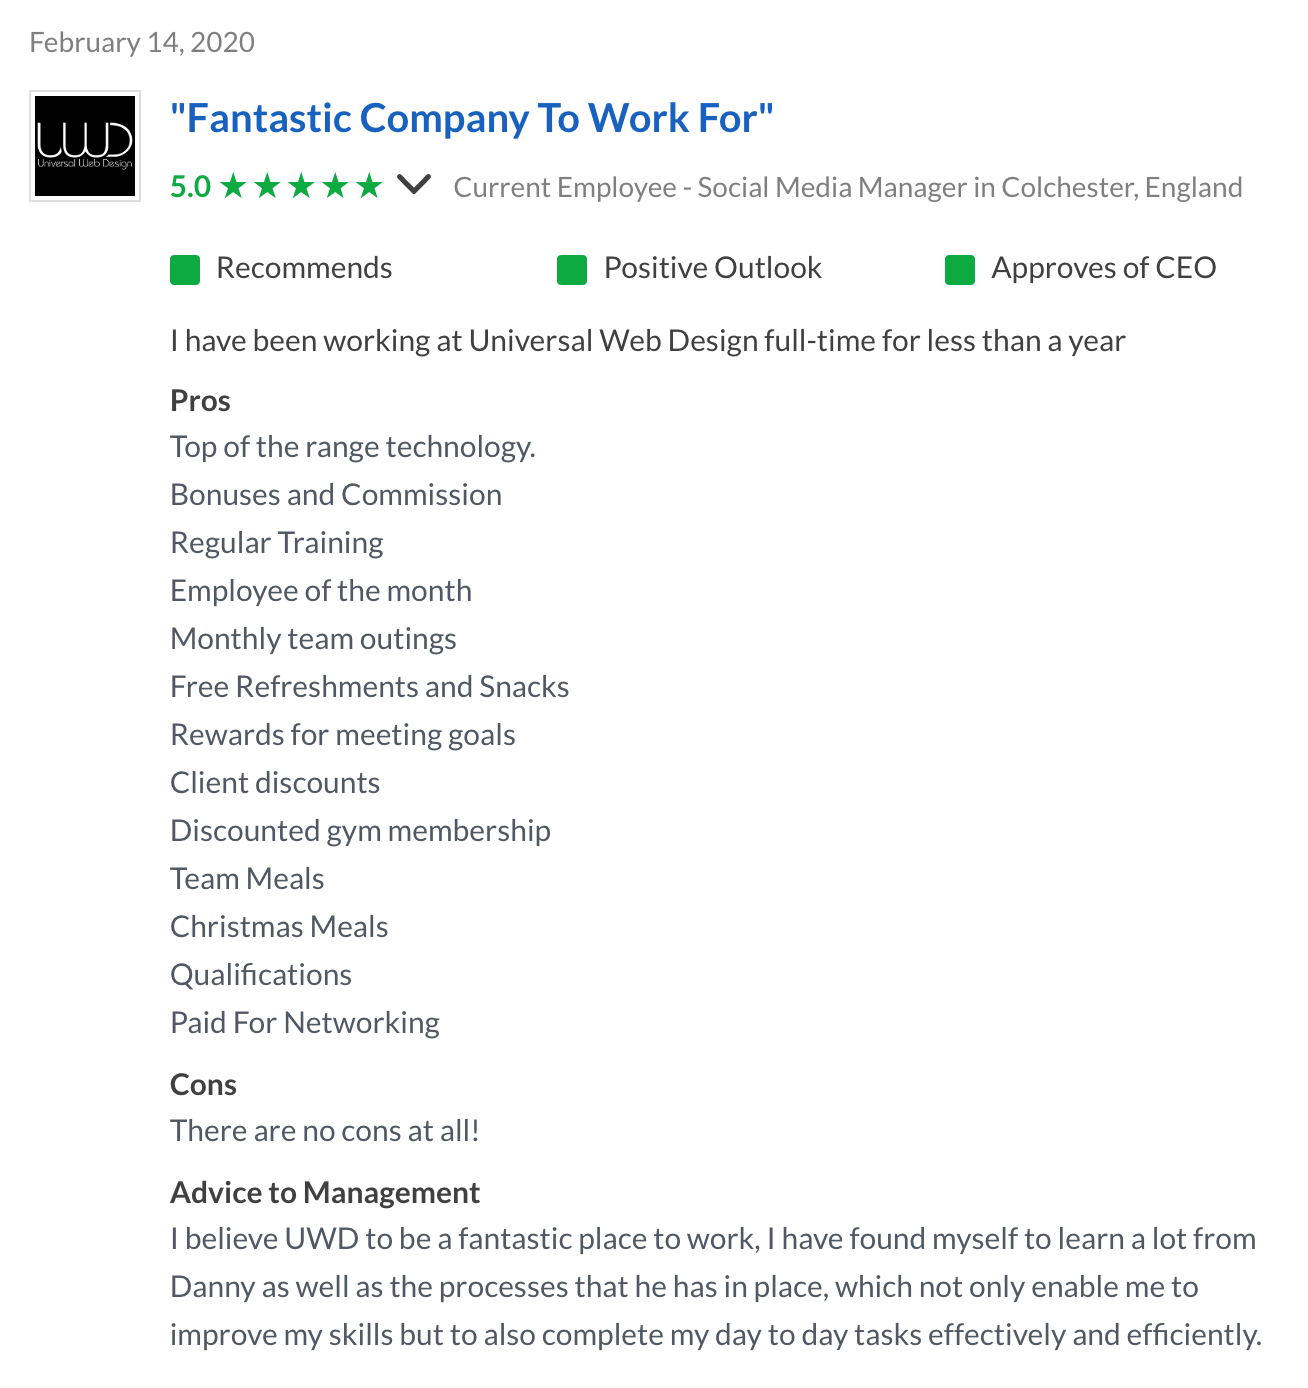 February 14, 2020
UWD
Universal Web Design
"Fantastic Company To Work For"
5.0 ★★★★★ Current Employee - Social Media Manager in Colchester, England
Recommends Positive Outlook Approves of CEO
I have been working at Universal Web Design full-time for less than a year
Pros
Top of the range technology.
Bonuses and Commission
Regular Training
Employee of the month
Monthly team outings
Free Refreshments and Snacks
Rewards for meeting goals
Client discounts
Discounted gym membership
Team Meals
Christmas Meals
Qualifications
Paid For Networking
Cons
There are no cons at all!
Advice to Management
I believe UWD to be a fantastic place to work, I have found myself to learn a lot from
Danny as well as the processes that he has in place, which not only enable me to
improve my skills but to also complete my day to day tasks effectively and efficiently.